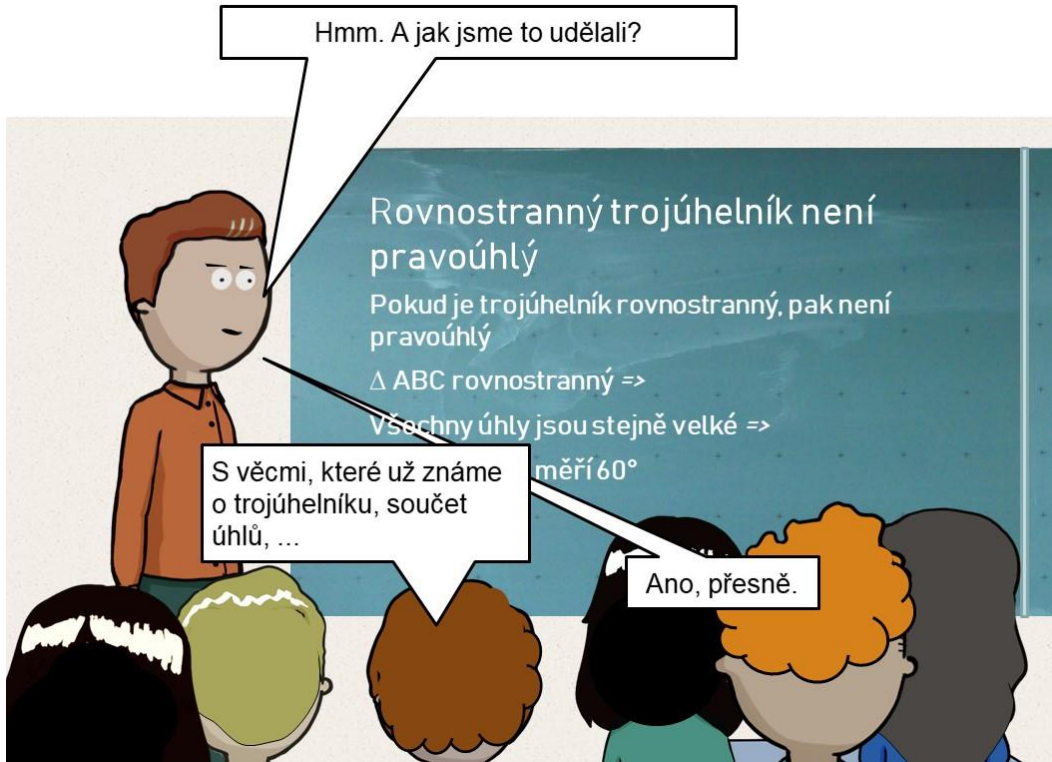 Hmm. A jak jsme to udělali?
Rovnostranný trojúhelník není
pravoúhlý
Pokud je trojúhelník rovnostranný, pak není
pravoúhlý
Δ ABC rovnostranný =>
Všechny úhly jsou stejně velké =>
měří 60°
S věcmi, které už známe
o trojúhelníku, součet
úhlů, ...
Ano, přesně.